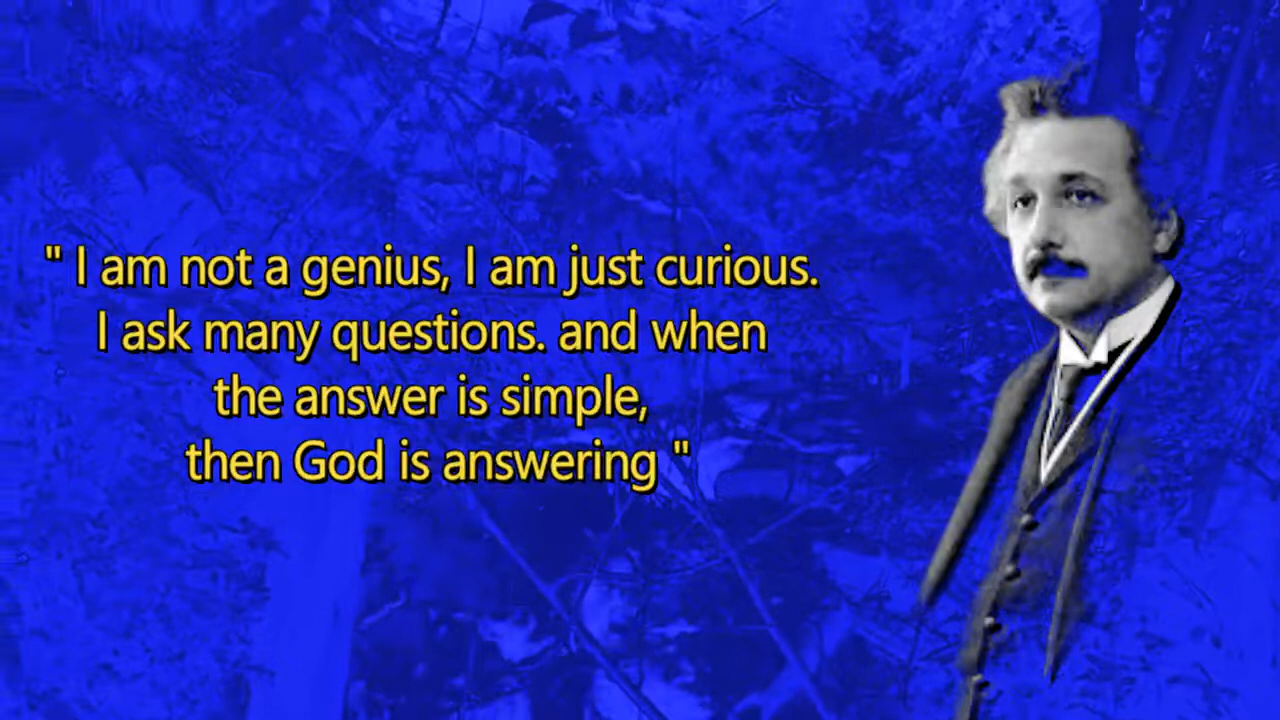 " I am not a genius, I am just curious.
I ask many questions. and when
the answer is simple,
then God is answering "